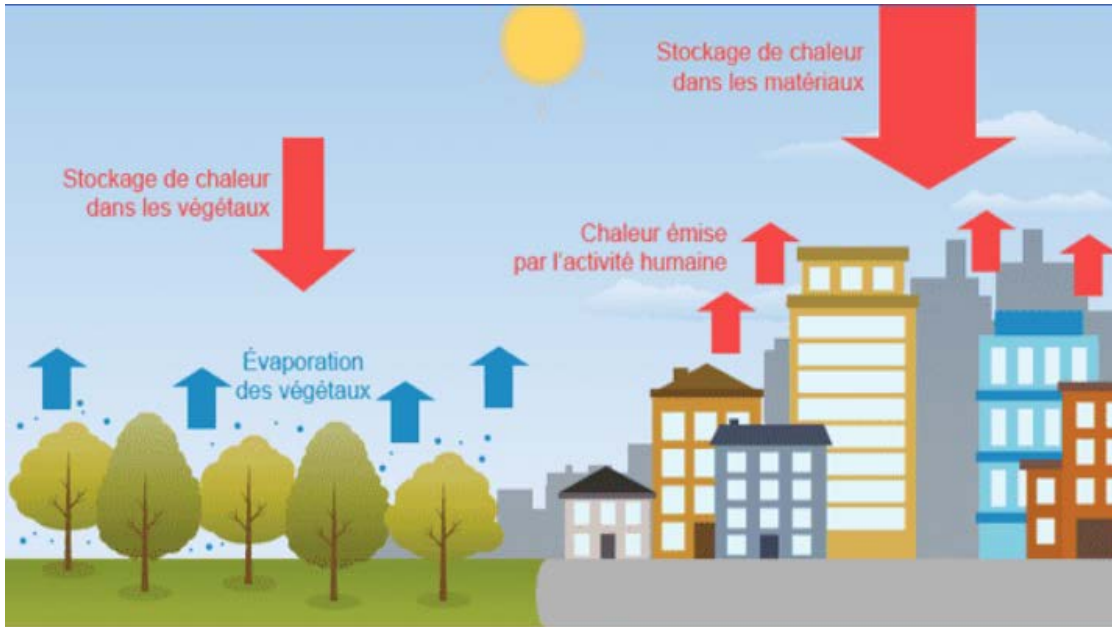 Stockage de chaleur
dans les végétaux
Évaporation
des végétaux
Stockage de chaleur
dans les matériaux
Chaleur émise
par l'activité humaine